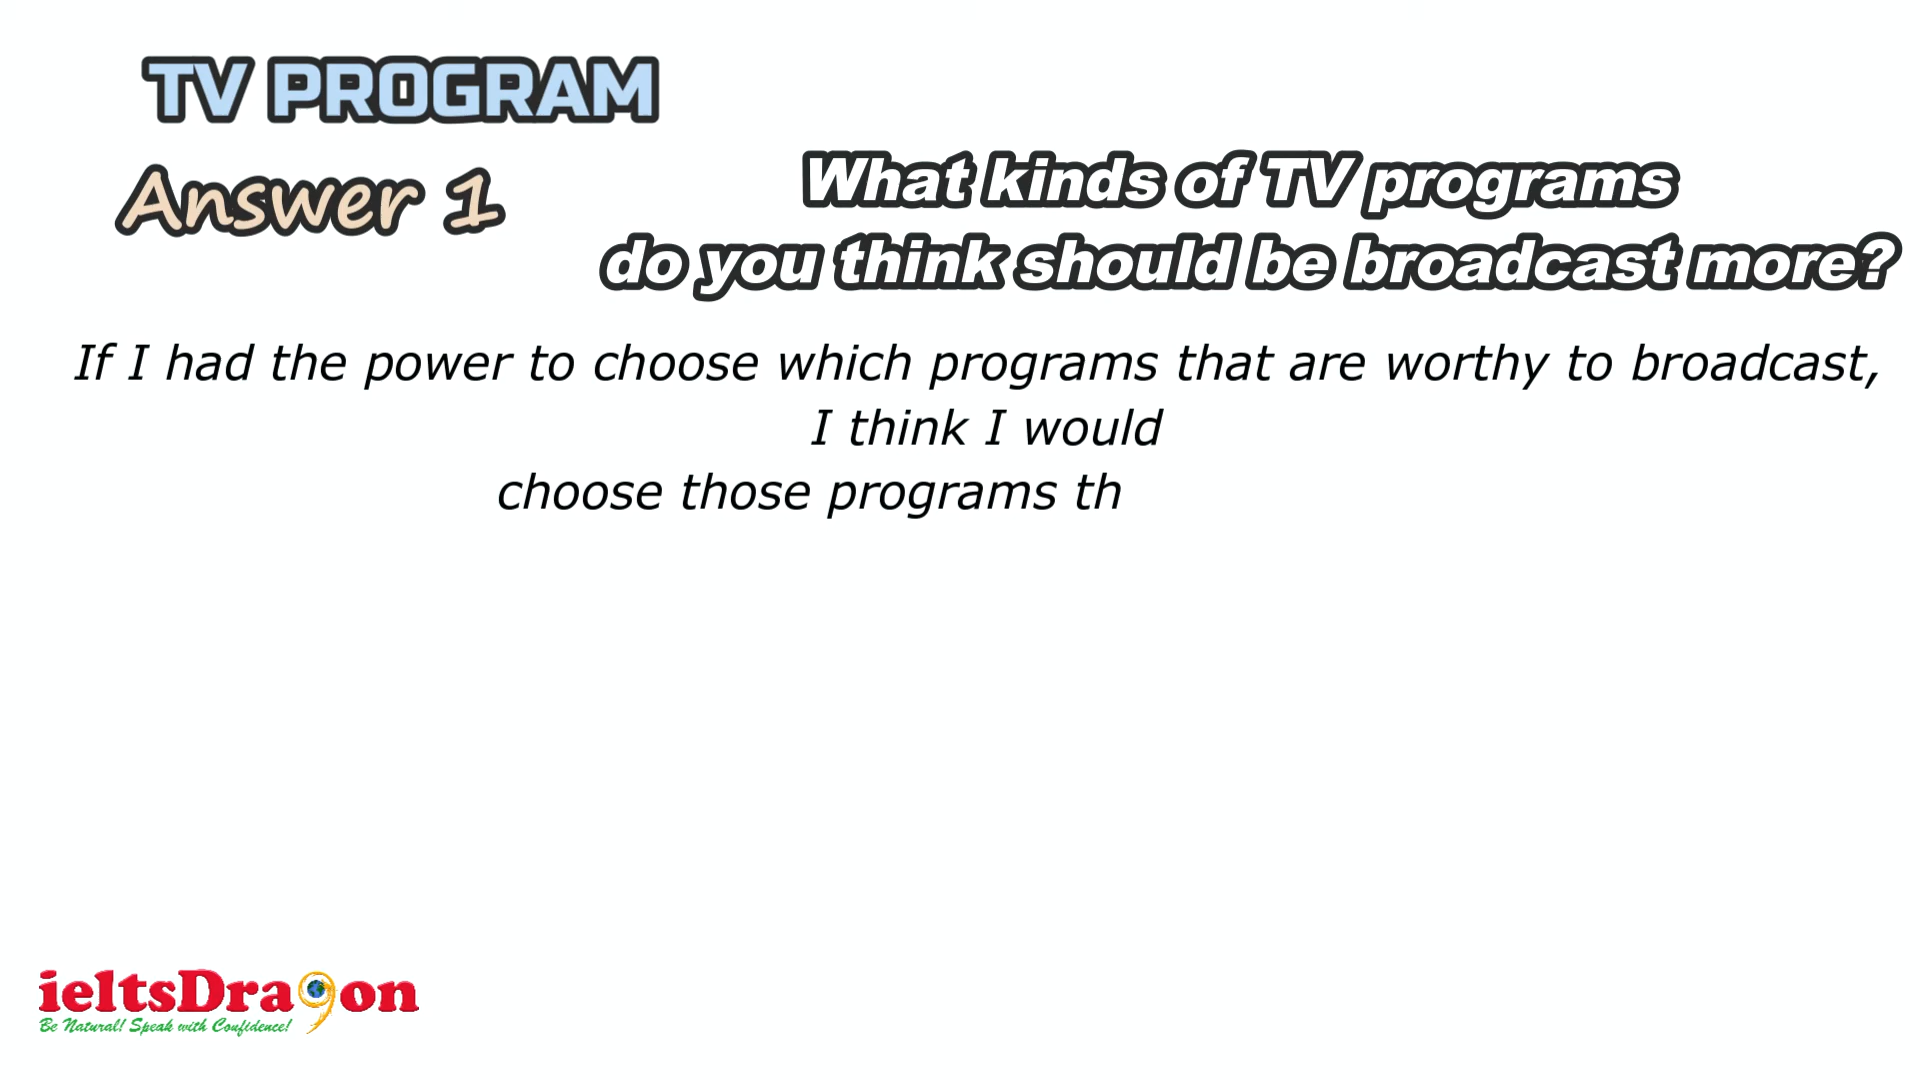 TV PROGRAM
Answer 1
What kinds of TV programs
do you think should be broadcast more?
If I had the power to choose which programs that are worthy to broadcast,
I think I would
choose those programs th
ieltsDra9on
Be Natural! Speak with Confidence!